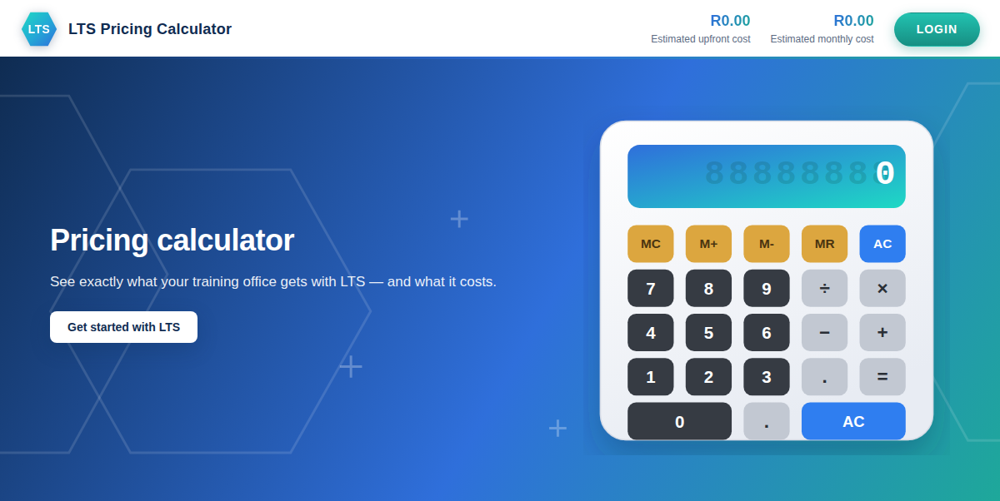 LTS
LTS Pricing Calculator
R0.00
Estimated upfront cost
R0.00
Estimated monthly cost
LOGIN
Pricing calculator
See exactly what your training office gets with LTS — and what it costs.
Get started with LTS
88888888
0
MC M+ M- MR AC
7 8 9 ÷ ×
4 5 6 − +
1 2 3 . =
0 . AC